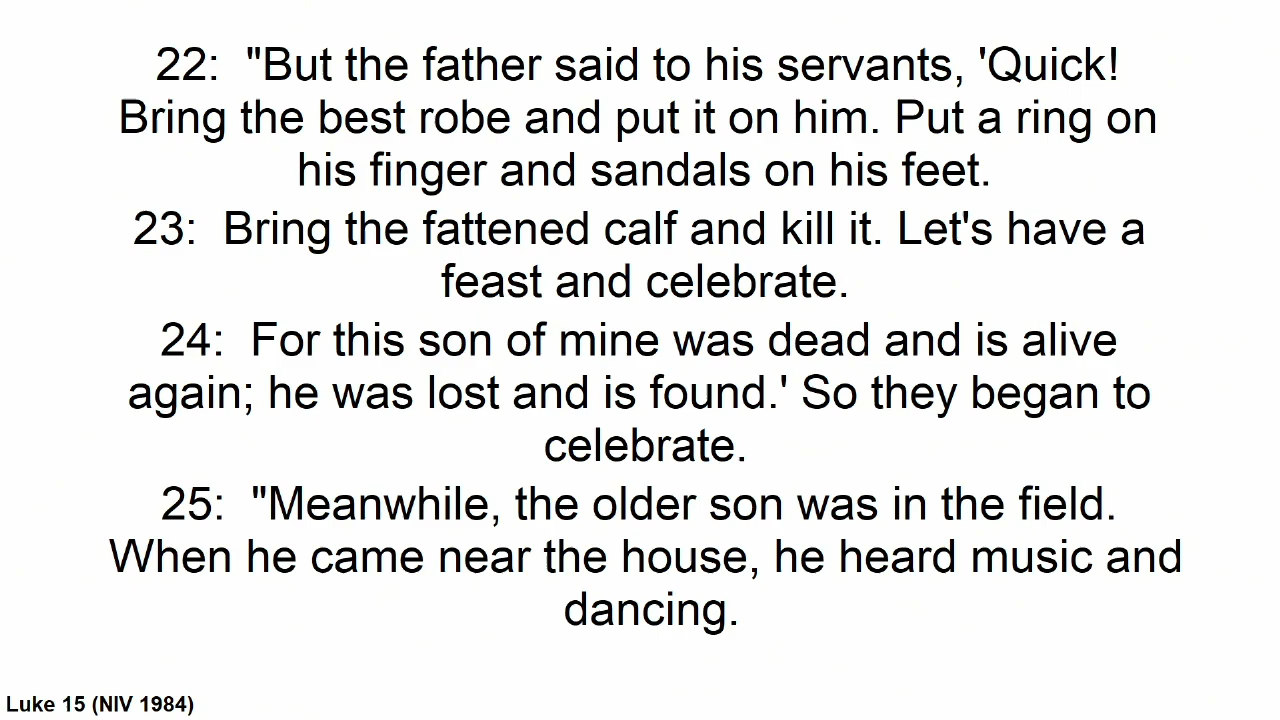 22:  "But the father said to his servants, 'Quick!
Bring the best robe and put it on him. Put a ring on
his finger and sandals on his feet.
23:  Bring the fattened calf and kill it. Let's have a
feast and celebrate.
24:  For this son of mine was dead and is alive
again; he was lost and is found.' So they began to
celebrate.
25:  "Meanwhile, the older son was in the field.
When he came near the house, he heard music and
dancing.
Luke 15 (NIV 1984)